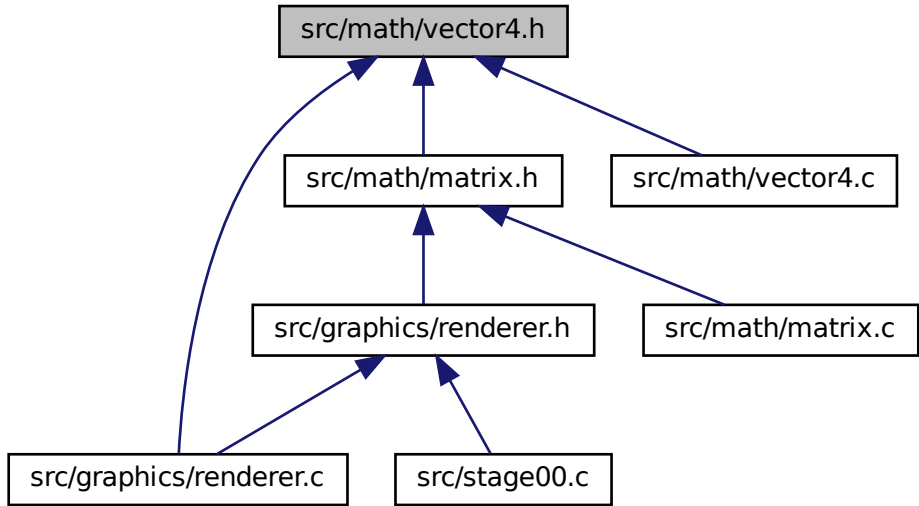 src/math/vector4.h
src/math/matrix.h
src/math/vector4.c
src/graphics/renderer.h
src/math/matrix.c
src/graphics/renderer.c
src/stage00.c